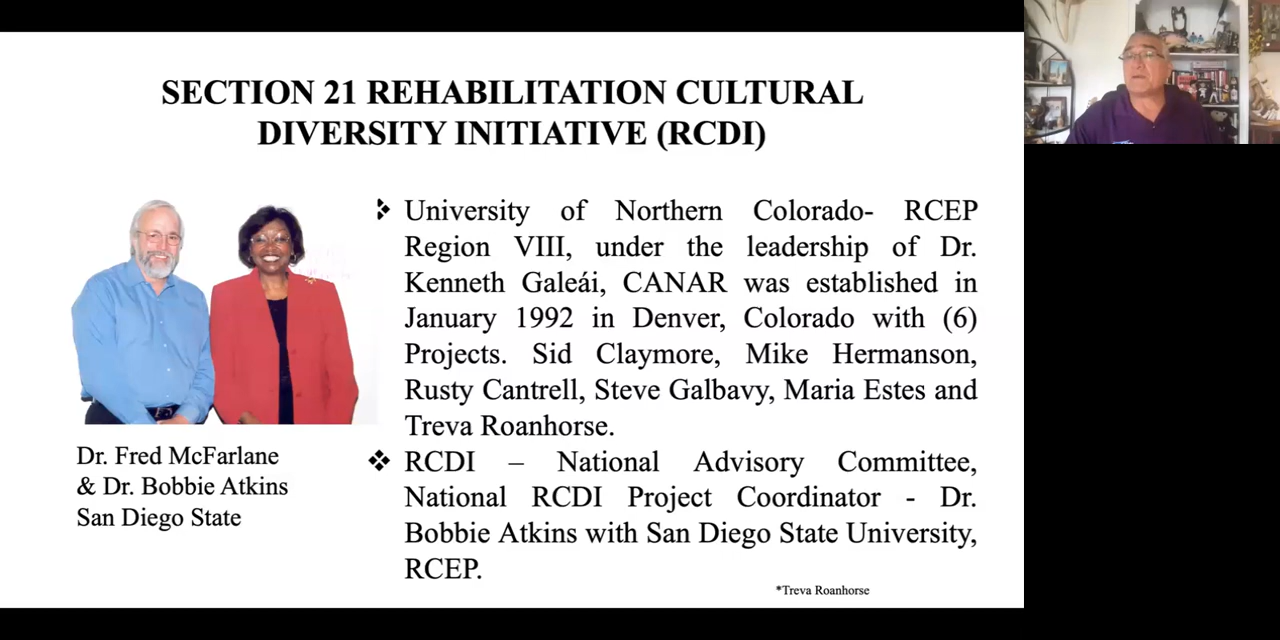 SECTION 21 REHABILITATION CULTURAL
DIVERSITY INITIATIVE (RCDI)
University of Northern Colorado- RCEP
Region VIII, under the leadership of Dr.
Kenneth Galeái, CANAR was established in
January 1992 in Denver, Colorado with (6)
Projects. Sid Claymore, Mike Hermanson,
Rusty Cantrell, Steve Galbavy, Maria Estes and
Treva Roanhorse.
RCDI – National Advisory Committee,
National RCDI Project Coordinator - Dr.
Bobbie Atkins with San Diego State University,
RCEP.
Dr. Fred McFarlane
& Dr. Bobbie Atkins
San Diego State
*Treva Roanhorse